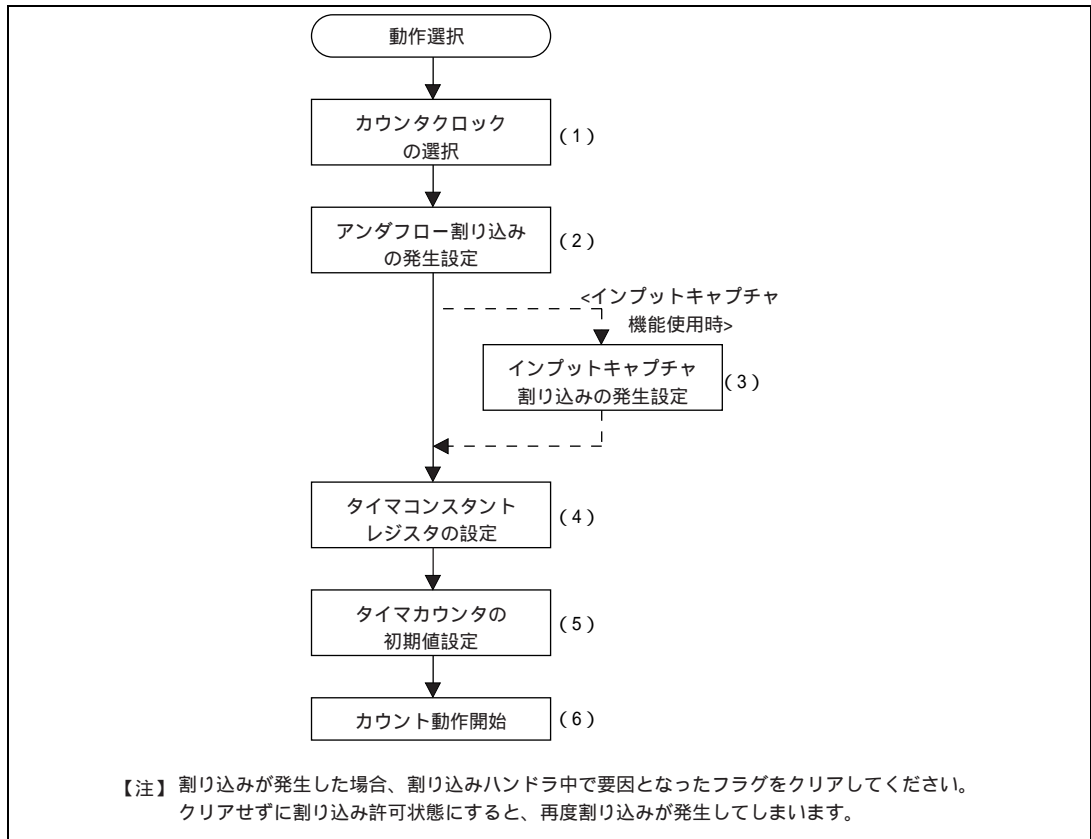 動作選択
カウンタクロック
の選択
(1)
アンダフロー割り込み
の発生設定
(2)
<インプットキャプチャ
機能使用時>
インプットキャプチャ
割り込みの発生設定
(3)
タイマコンスタント
レジスタの設定
(4)
タイマカウンタの
初期値設定
(5)
カウント動作開始
(6)
【注】割り込みが発生した場合、割り込みハンドラ中で要因となったフラグをクリアしてください。
クリアせずに割り込み許可状態にすると、再度割り込みが発生してしまいます。